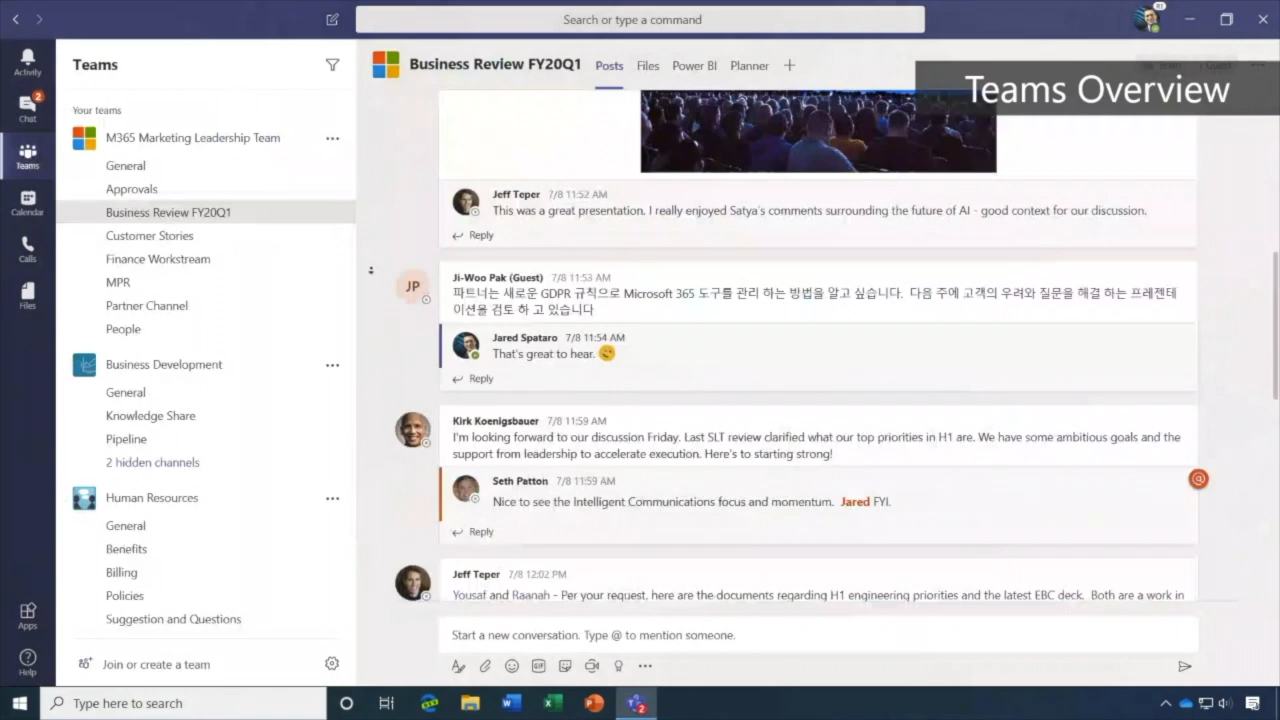 Search or type a command
Activity
2
Chat
Teams
Calendar
Calls
Files
Apps
Help
Teams
Your teams
M365 Marketing Leadership Team
General
Approvals
Business Review FY20Q1
Customer Stories
Finance Workstream
MPR
Partner Channel
People
Business Development
General
Knowledge Share
Pipeline
2 hidden channels
Human Resources
General
Benefits
Billing
Policies
Suggestion and Questions
Join or create a team
Business Review FY20Q1 Posts Files Power BI Planner
Teams Overview
Jeff Teper 7/8 11:52 AM
This was a great presentation, I really enjoyed Satya's comments surrounding the future of AI - good context for our discussion.
Reply
JP
Ji-Woo Pak (Guest) 7/8 11:53 AM
파트너는 새로운 GDPR 규칙으로 Microsoft 365 도구를 관리 하는 방법을 알고 싶습니다. 다음 주에 고객의 우려와 질문을 해결 하는 프레젠테
이션을 검토 하 고 있습니다
Jared Spataro 7/8 11:54 AM
That's great to hear.
Reply
Kirk Koenigsbauer 7/8 11:59 AM
I'm looking forward to our discussion Friday. Last SLT review clarified what our top priorities in H1 are. We have some ambitious goals and the
support from leadership to accelerate execution. Here's to starting strong!
Seth Patton 7/8 11:59 AM
Nice to see the Intelligent Communications focus and momentum. Jared FYI.
Reply
Jeff Teper 7/8 12:02 PM
Yousaf and Raanah - Per your request, here are the documents regarding H1 engineering priorities and the latest EBC deck. Both are a work in
Start a new conversation. Type @ to mention someone.
GIF
Type here to search